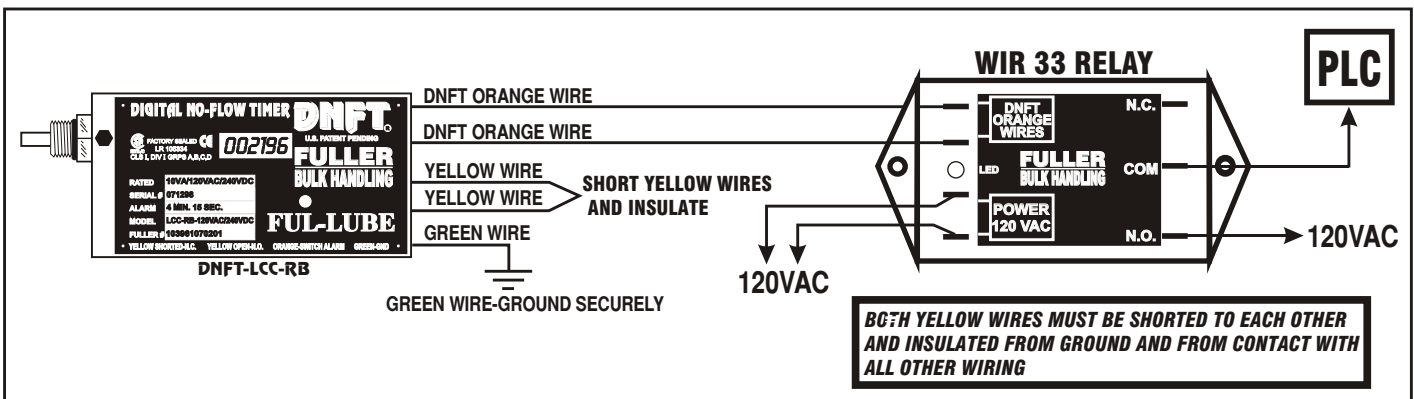 DIGITAL NO-FLOW TIMER
DNFT®
U.S. PATENT PENDING
FACTORY SEALED
LR 106334
CLS I, DIV I GRPS A,B,C,D
002196
FULLER
BULK HANDLING
RATED 10VA/120VAC/240VDC
SERIAL # 071298
ALARM 4 MIN. 15 SEC.
MODEL LCC-RB-120VAC/240VDC
FULLER # 103961070201
FUL-LUBE
YELLOW SHORTED-N.C. YELLOW OPEN-N.O. ORANGE-SWITCH ALARM GREEN-GND
DNFT-LCC-RB
DNFT ORANGE WIRE
DNFT ORANGE WIRE
YELLOW WIRE
YELLOW WIRE
SHORT YELLOW WIRES
AND INSULATE
GREEN WIRE
GREEN WIRE-GROUND SECURELY
WIR 33 RELAY
DNFT
ORANGE
WIRES
LED
FULLER
BULK HANDLING
POWER
120 VAC
N.C.
COM
N.O.
PLC
120VAC
120VAC
BOTH YELLOW WIRES MUST BE SHORTED TO EACH OTHER
AND INSULATED FROM GROUND AND FROM CONTACT WITH
ALL OTHER WIRING